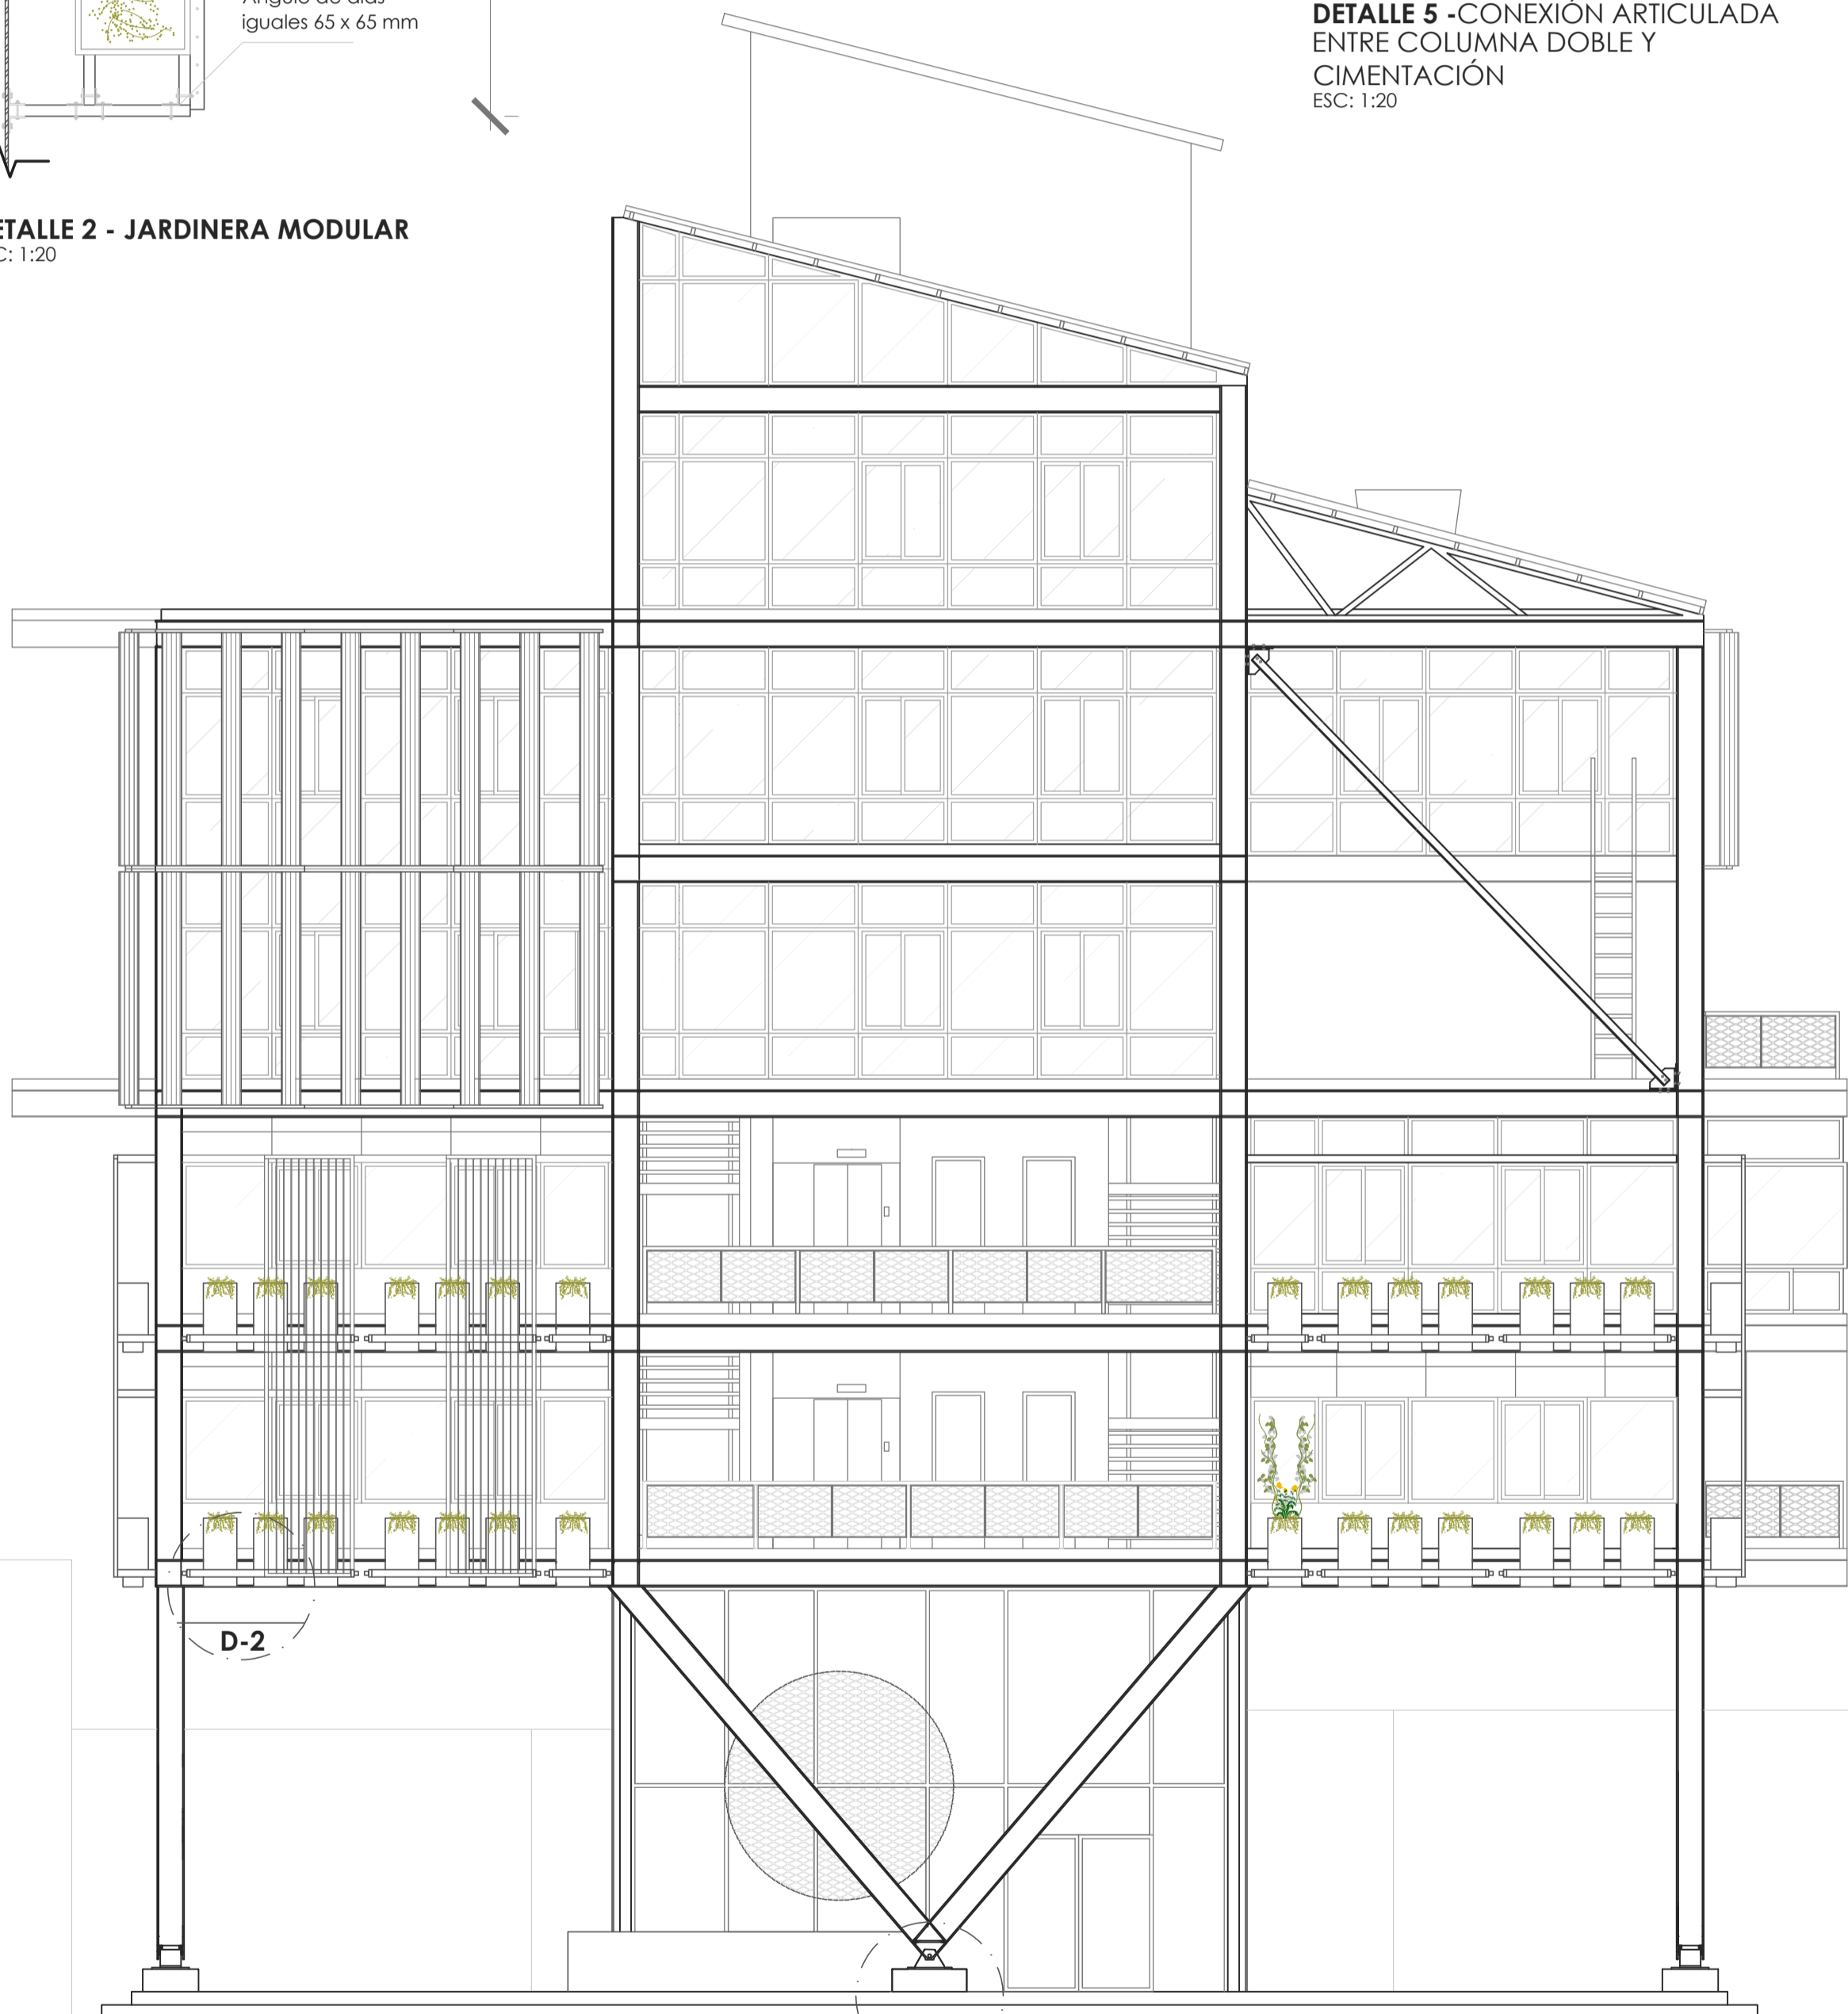 iguales 65 x 65 mm
DETALLE 5 -CONEXIÓN ARTICULADA
ENTRE COLUMNA DOBLE Y
CIMENTACIÓN
ESC: 1:20
ETALLE 2 - JARDINERA MODULAR
C: 1:20
D-2